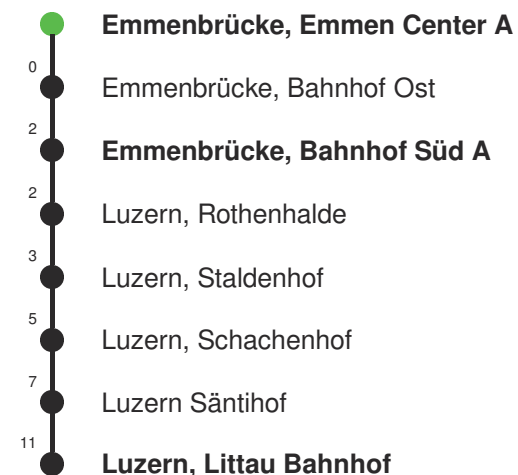 Emmenbrücke, Emmen Center A
0
Emmenbrücke, Bahnhof Ost
2
Emmenbrücke, Bahnhof Süd A
2
Luzern, Rothenhalde
3
Luzern, Staldenhof
5
Luzern, Schachenhof
7
Luzern Säntihof
11
Luzern, Littau Bahnhof